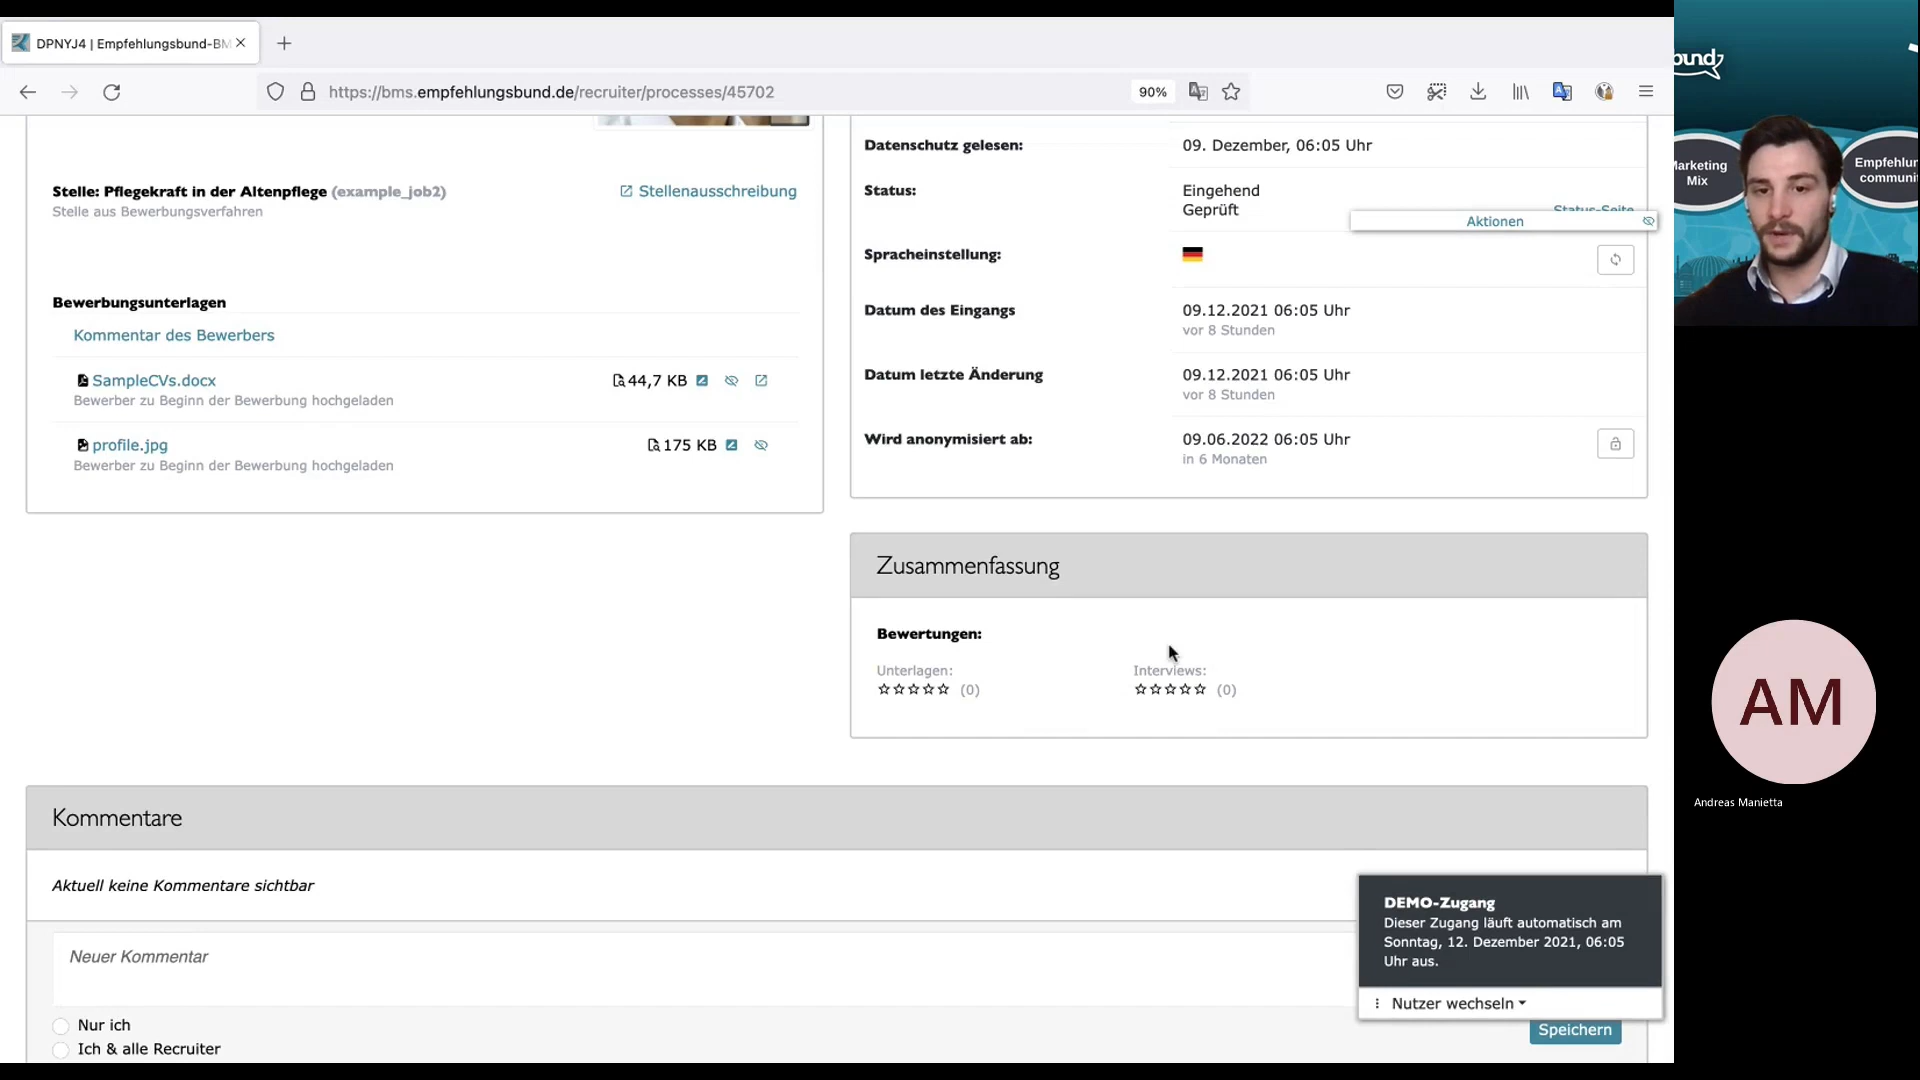 DPNYJ4 | Empfehlungsbund-BM
https://bms.empfehlungsbund.de/recruiter/processes/45702
90%
Stelle: Pflegekraft in der Altenpflege (example_job2)
Stellenausschreibung
Stelle aus Bewerbungsverfahren
Bewerbungsunterlagen
Kommentar des Bewerbers
SampleCVs.docx
44,7 KB
Bewerber zu Beginn der Bewerbung hochgeladen
profile.jpg
175 KB
Bewerber zu Beginn der Bewerbung hochgeladen
Datenschutz gelesen:
09. Dezember, 06:05 Uhr
Status:
Eingehend
Geprüft
Status-Seite
Aktionen
Spracheinstellung:
Datum des Eingangs
09.12.2021 06:05 Uhr
vor 8 Stunden
Datum letzte Änderung
09.12.2021 06:05 Uhr
vor 8 Stunden
Wird anonymisiert ab:
09.06.2022 06:05 Uhr
in 6 Monaten
Zusammenfassung
Bewertungen:
Unterlagen:
(0)
Interviews:
(0)
Kommentare
Aktuell keine Kommentare sichtbar
Neuer Kommentar
Nur ich
Ich & alle Recruiter
DEMO-Zugang
Dieser Zugang läuft automatisch am
Sonntag, 12. Dezember 2021, 06:05
Uhr aus.
Nutzer wechseln
Speichern
bund
Marketing
Mix
Empfehlun
communi
AM
Andreas Manietta